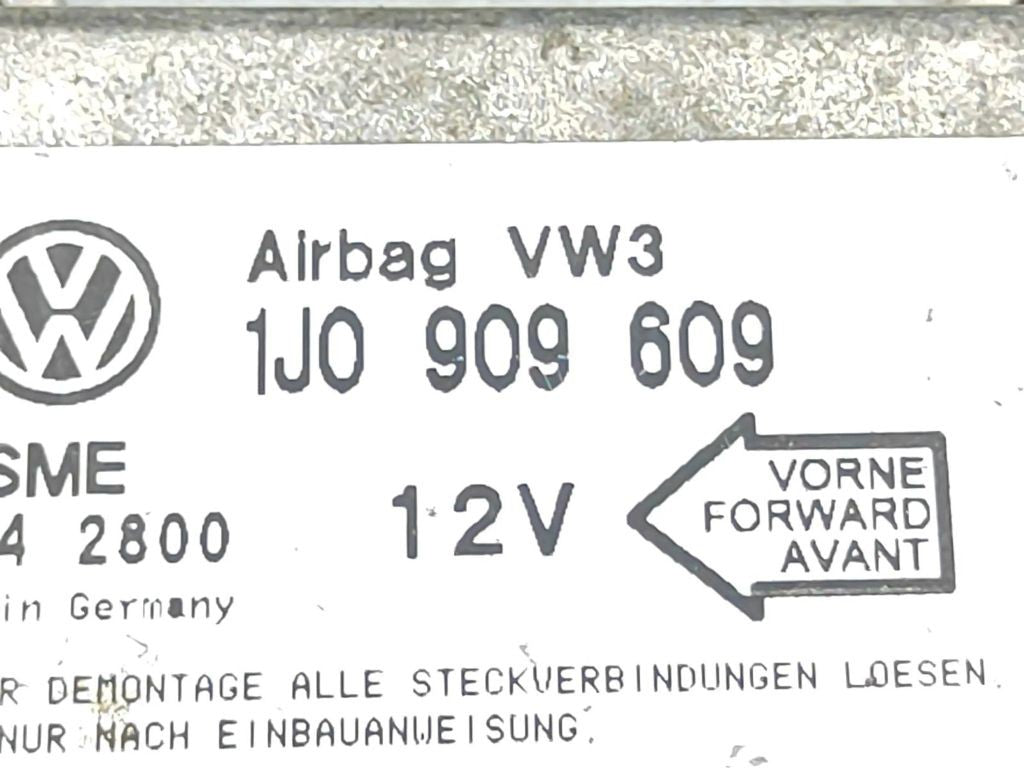 Airbag VW3
1J0 909 609
SME
4 2800
12V
VORNE
FORWARD
AVANT
in Germany
R DEMONTAGE ALLE STECKVERBINDUNGEN LOESEN.
NUR NACH EINBAUANWEISUNG.